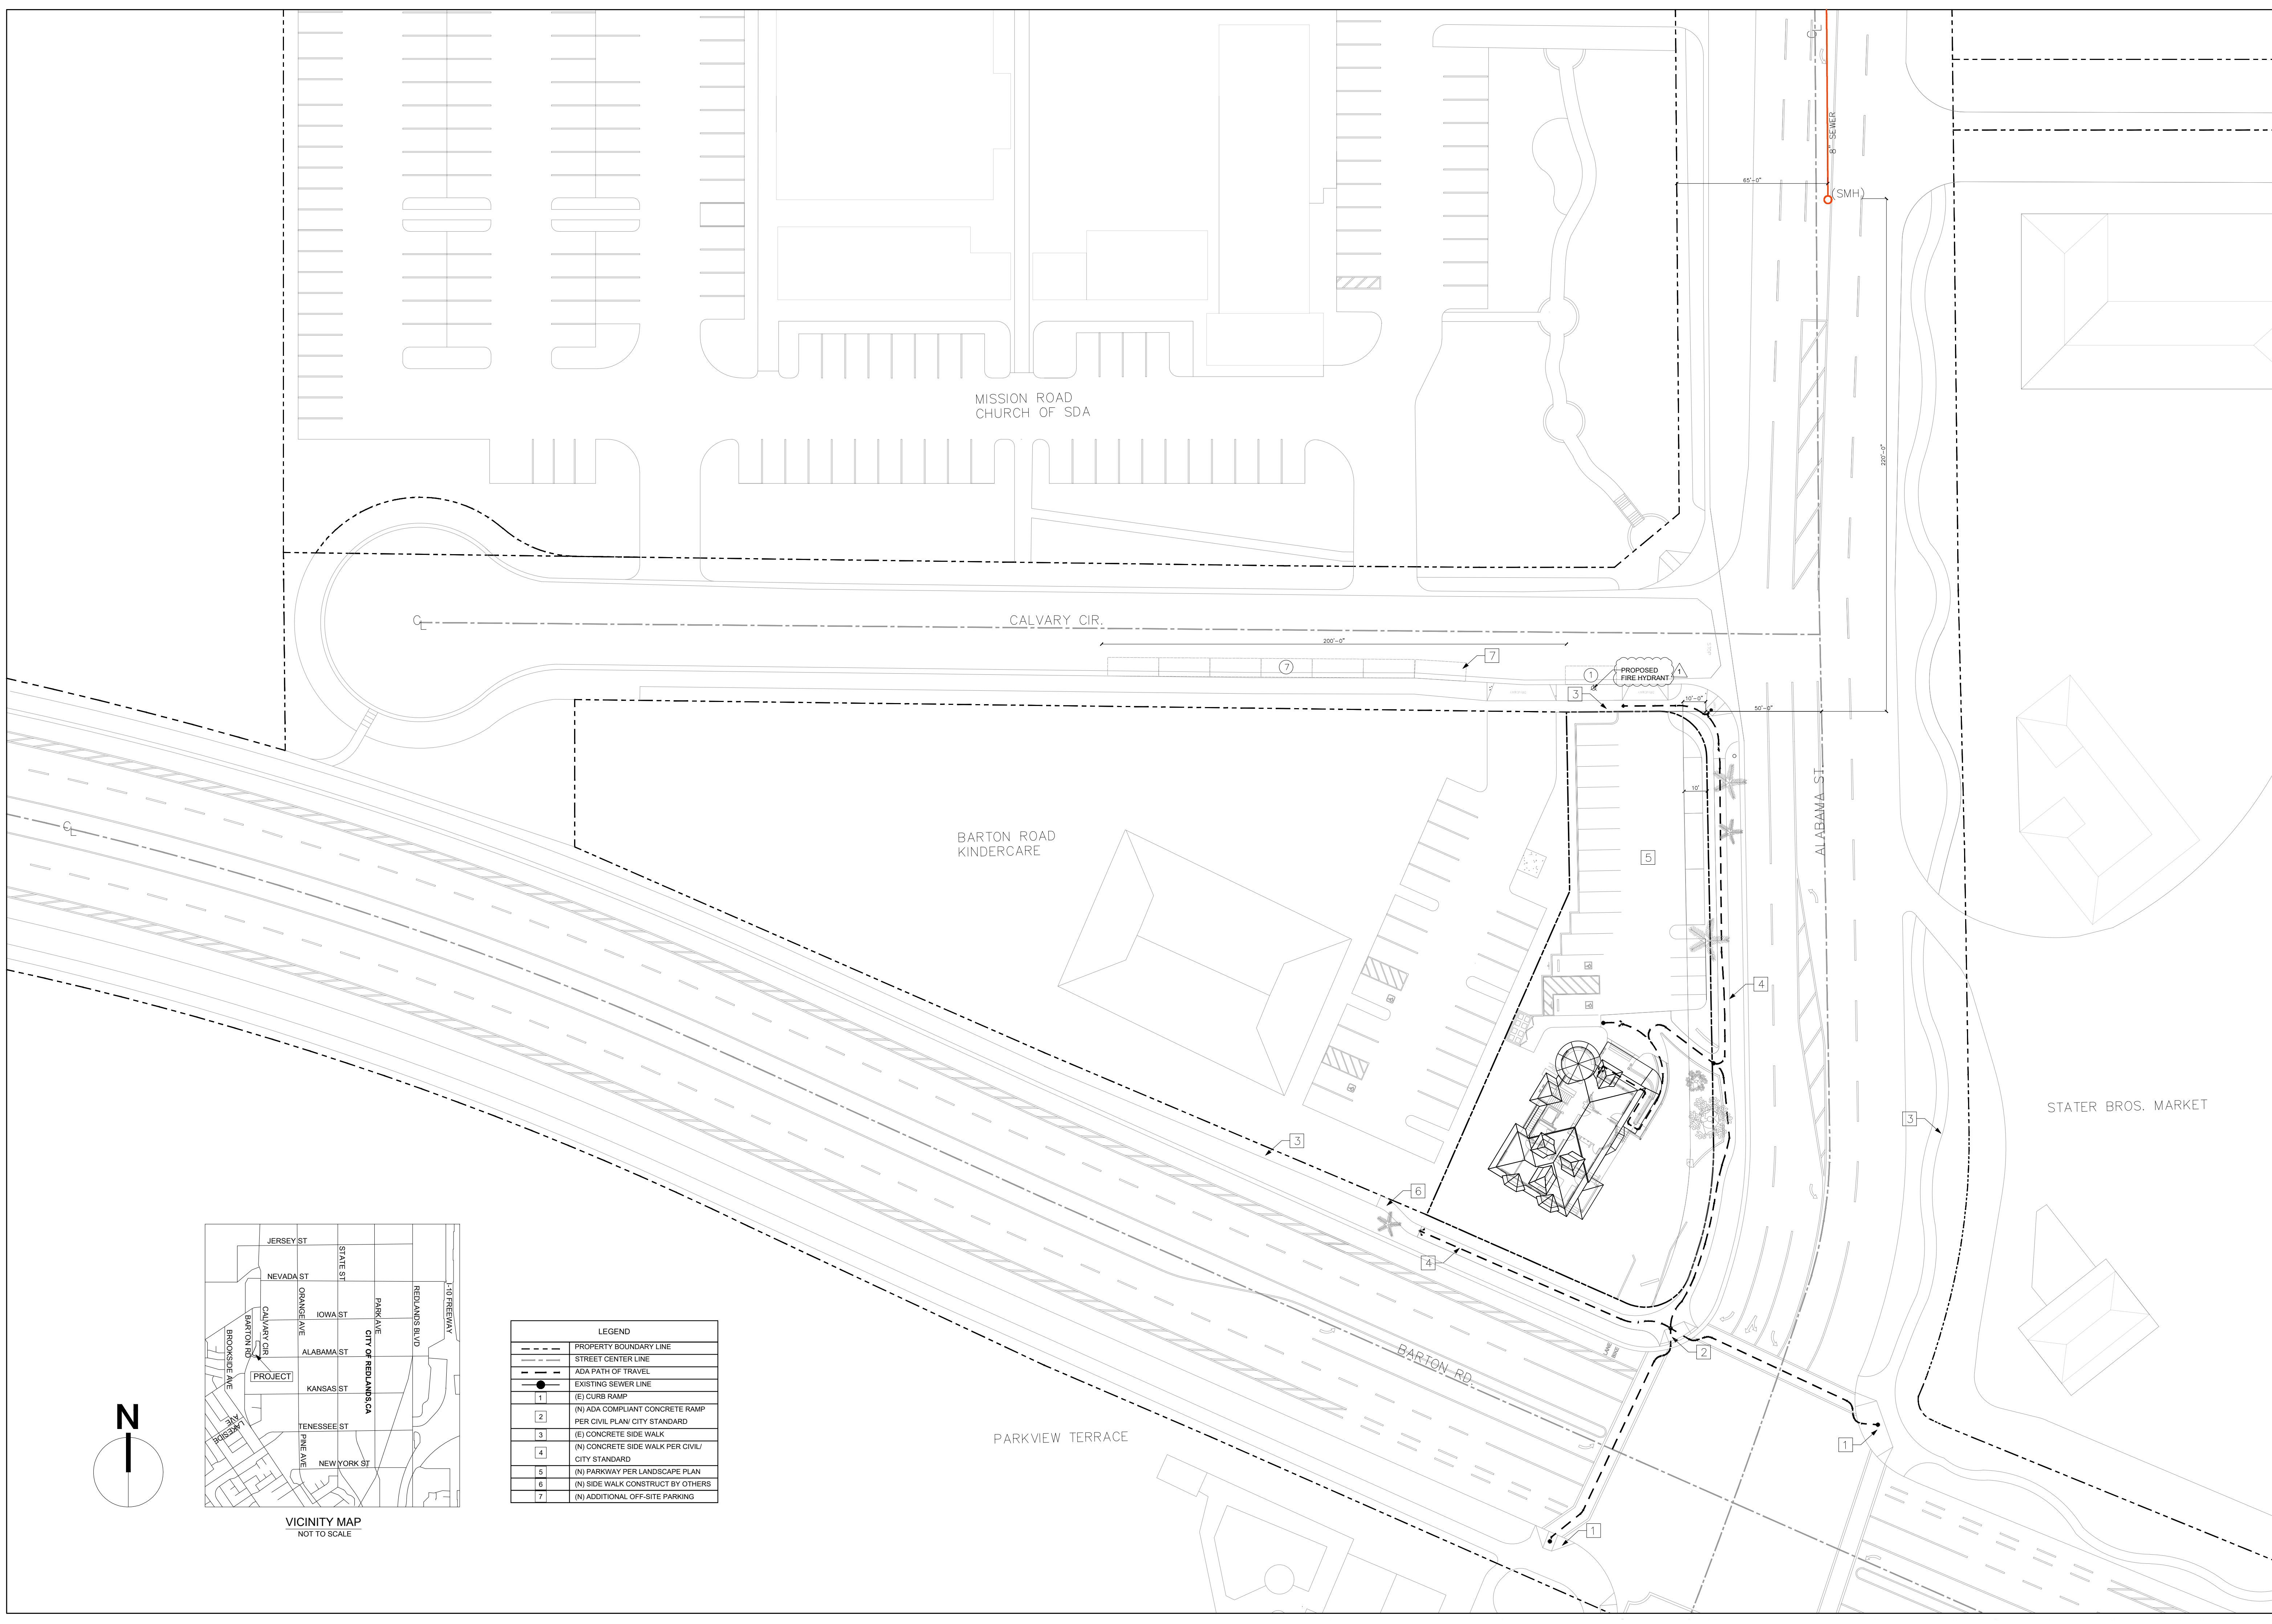 CL
8" SEWER
65'-0"
(SMH)
MISSION ROAD
CHURCH OF SDA
220'-0"
CL
CALVARY CIR.
200'-0"
7
7
1
PROPOSED
FIRE HYDRANT
1
3
10'-0"
50'-0"
10'
ALABAMA ST
CL
BARTON ROAD
KINDERCARE
5
4
STATER BROS. MARKET
3
3
6
4
BARTON RD.
2
1
PARKVIEW TERRACE
1
JERSEY ST
STATE ST
NEVADA ST
ORANGE AVE
PARK AVE
REDLANDS BLVD
I-10 FREEWAY
IOWA ST
CALVARY CIR
BARTON RD
BROOKSIDE AVE
CITY OF REDLANDS,CA
ALABAMA ST
PROJECT
KANSAS ST
LAKESIDE
AVE
TENESSEE ST
PINE AVE
NEW YORK ST
VICINITY MAP
NOT TO SCALE
N
LEGEND
PROPERTY BOUNDARY LINE
STREET CENTER LINE
ADA PATH OF TRAVEL
EXISTING SEWER LINE
1 (E) CURB RAMP
2 (N) ADA COMPLIANT CONCRETE RAMP
PER CIVIL PLAN/ CITY STANDARD
3 (E) CONCRETE SIDE WALK
4 (N) CONCRETE SIDE WALK PER CIVIL/
CITY STANDARD
5 (N) PARKWAY PER LANDSCAPE PLAN
6 (N) SIDE WALK CONSTRUCT BY OTHERS
7 (N) ADDITIONAL OFF-SITE PARKING